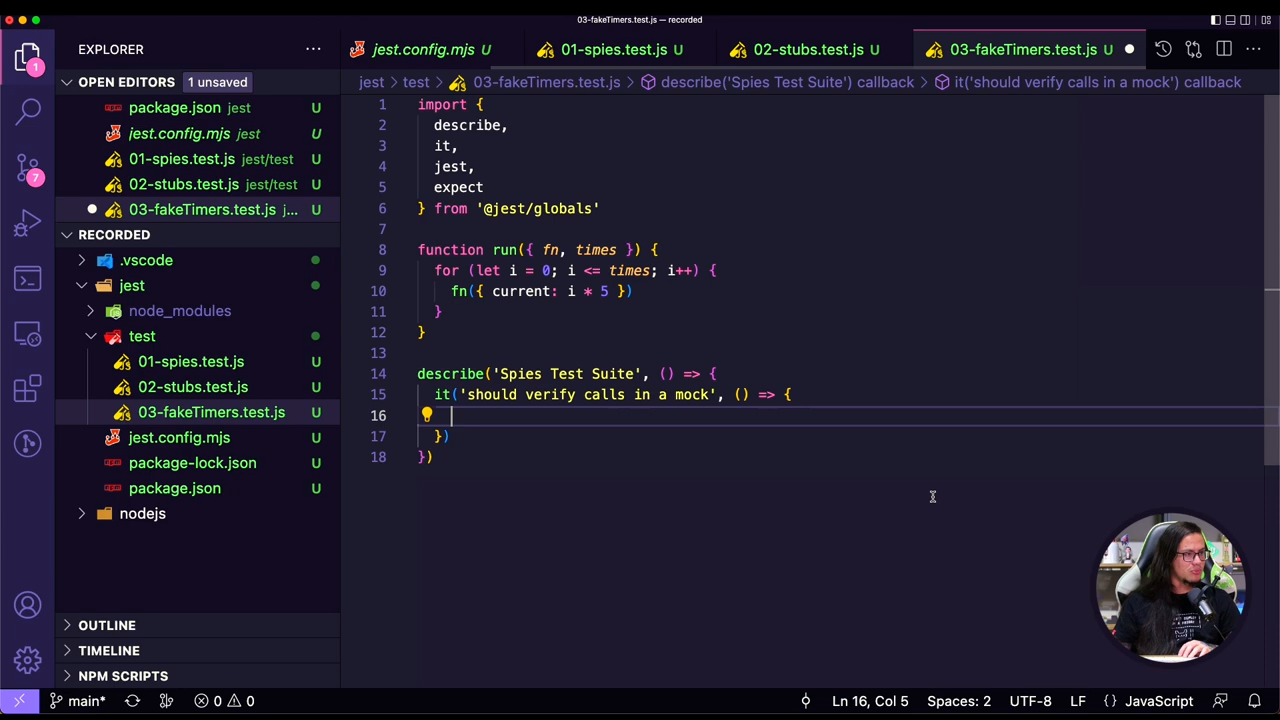 03-fakeTimers.test.js — recorded
EXPLORER
OPEN EDITORS 1 unsaved
package.json jest U
jest.config.mjs jest U
01-spies.test.js jest/test U
02-stubs.test.js jest/test U
03-fakeTimers.test.js j... U
RECORDED
.vscode
jest
node_modules
test
01-spies.test.js U
02-stubs.test.js U
03-fakeTimers.test.js U
jest.config.mjs U
package-lock.json U
package.json U
nodejs
OUTLINE
TIMELINE
NPM SCRIPTS
1
7
jest.config.mjs U
01-spies.test.js U
02-stubs.test.js U
03-fakeTimers.test.js U
jest > test > 03-fakeTimers.test.js > describe('Spies Test Suite') callback > it('should verify calls in a mock') callback
1 import {
2 describe,
3 it,
4 jest,
5 expect
6 } from '@jest/globals'
7
8 function run({ fn, times }) {
9 for (let i = 0; i <= times; i++) {
10 fn({ current: i * 5 })
11 }
12 }
13
14 describe('Spies Test Suite', () => {
15 it('should verify calls in a mock', () => {
16
17 })
18 })
main* 0 0 Ln 16, Col 5 Spaces: 2 UTF-8 LF {} JavaScript